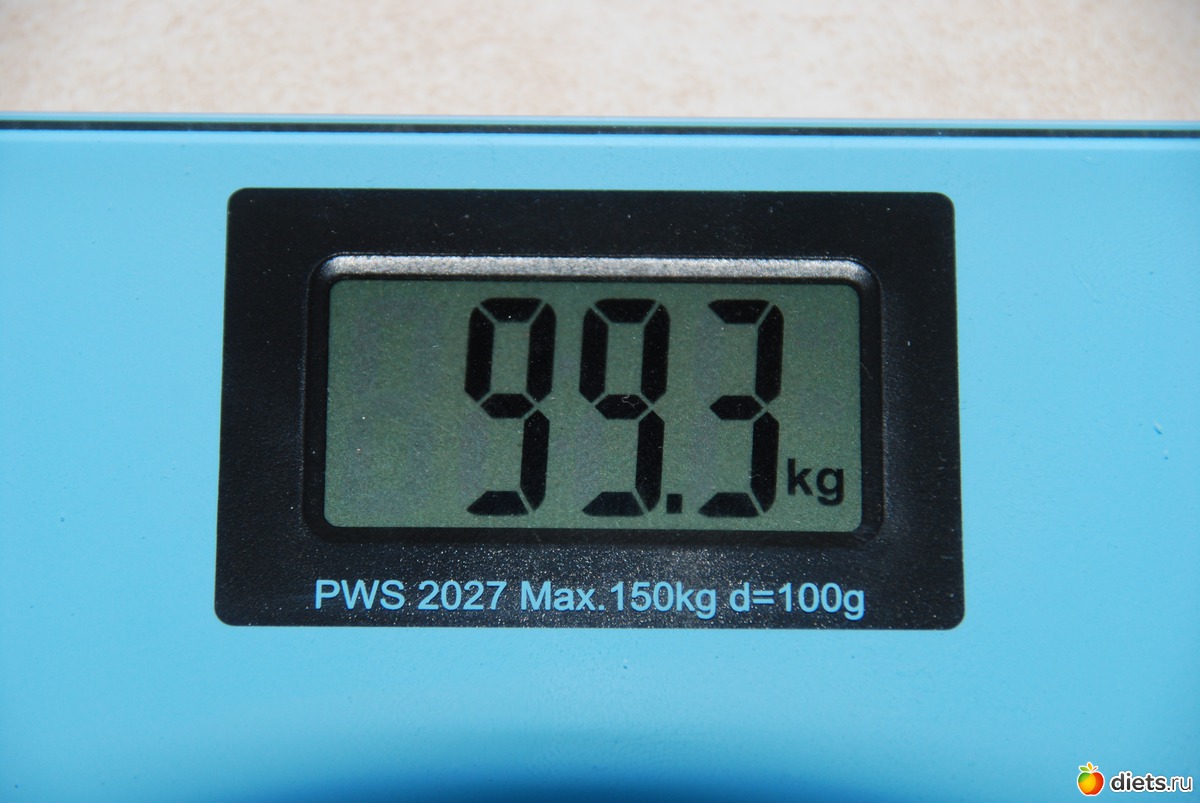 99.3 kg
PWS 2027 Max.150kg d=100g
diets.ru